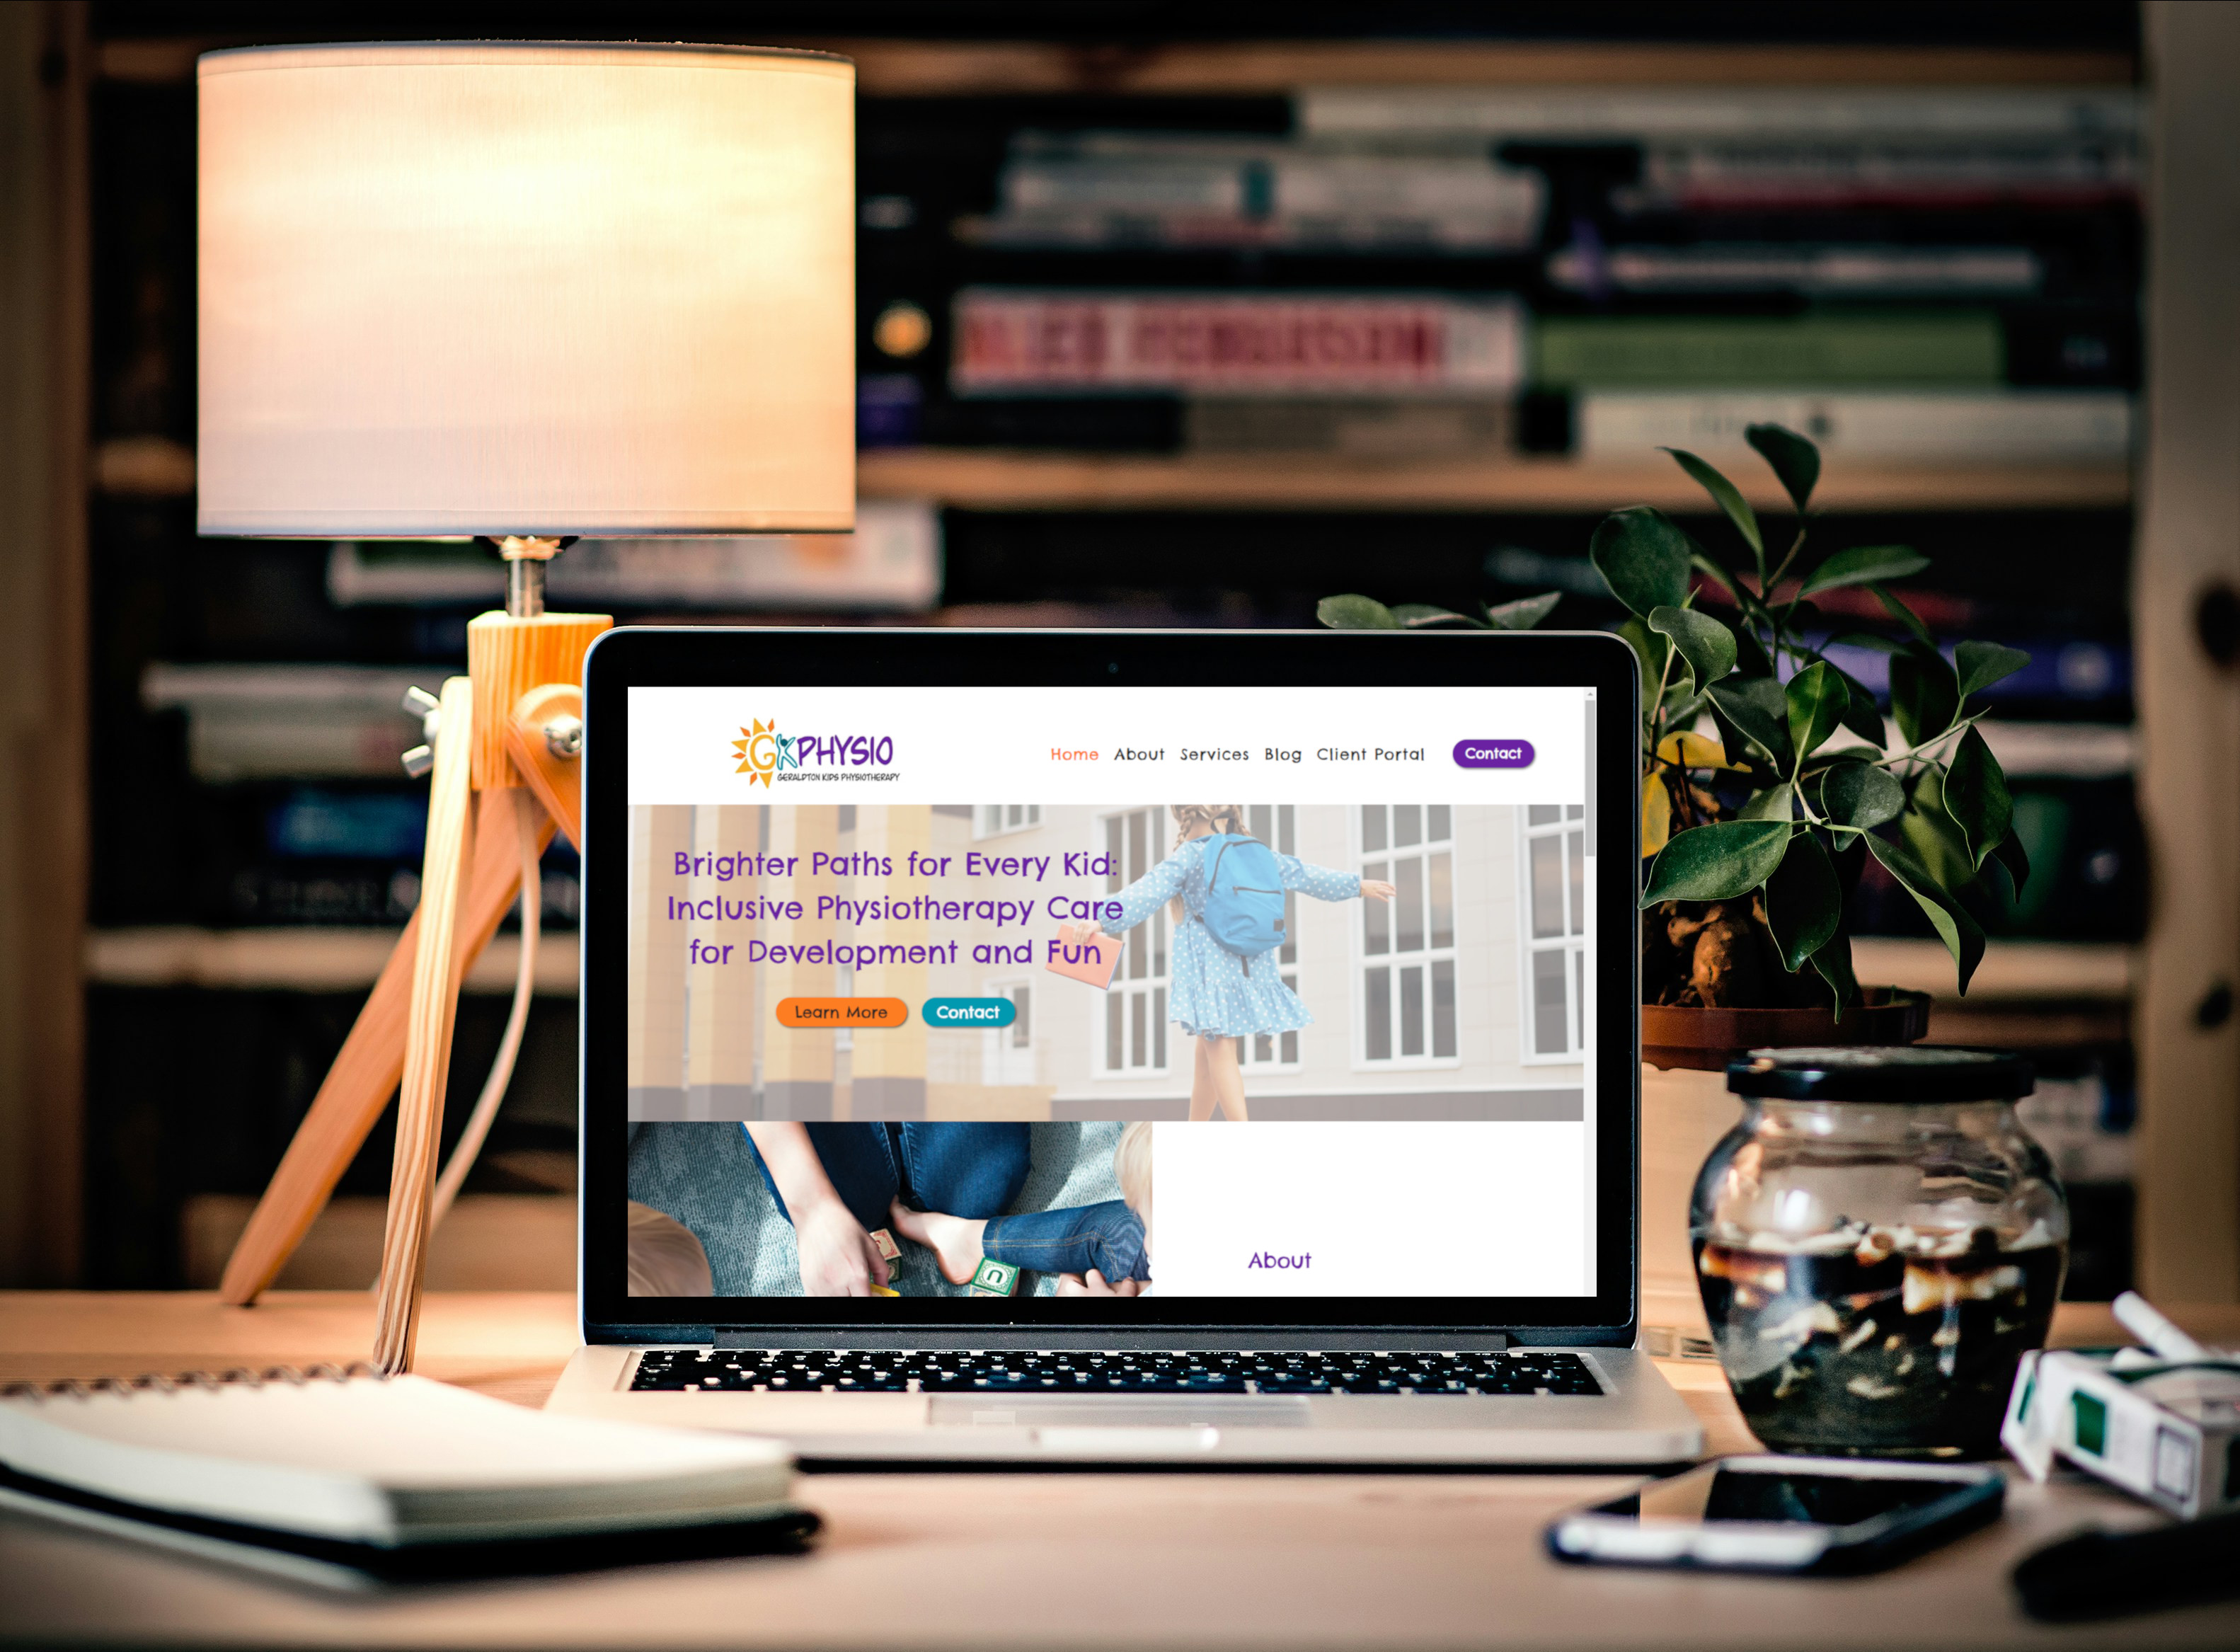 GKPHYSIO
GERALDTON KIDS PHYSIOTHERAPY
Home About Services Blog Client Portal Contact
Brighter Paths for Every Kid:
Inclusive Physiotherapy Care
for Development and Fun
Learn More Contact
About